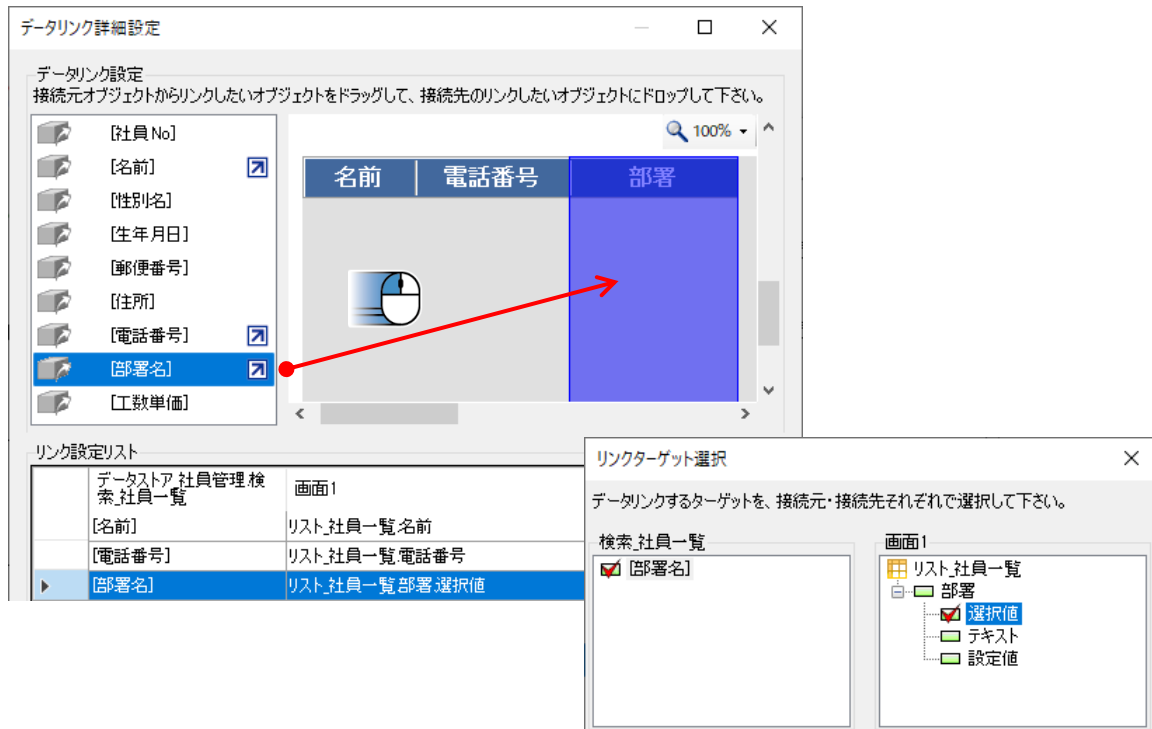 データリンク詳細設定
データリンク設定
接続元オブジェクトからリンクしたいオブジェクトをドラッグして、接続先のリンクしたいオブジェクトにドロップして下さい。
[社員No]
[名前]
[性別名]
[生年月日]
[郵便番号]
[住所]
[電話番号]
[部署名]
[工数単価]
100%
名前 電話番号 部署
リンク設定リスト
データストア_社員管理.検
索_社員一覧 画面1
[名前] リスト_社員一覧.名前
[電話番号] リスト_社員一覧.電話番号
[部署名] リスト_社員一覧.部署.選択値
リンクターゲット選択
データリンクするターゲットを、接続元・接続先それぞれで選択して下さい。
検索_社員一覧
[部署名]
画面1
リスト_社員一覧
部署
選択値
テキスト
設定値